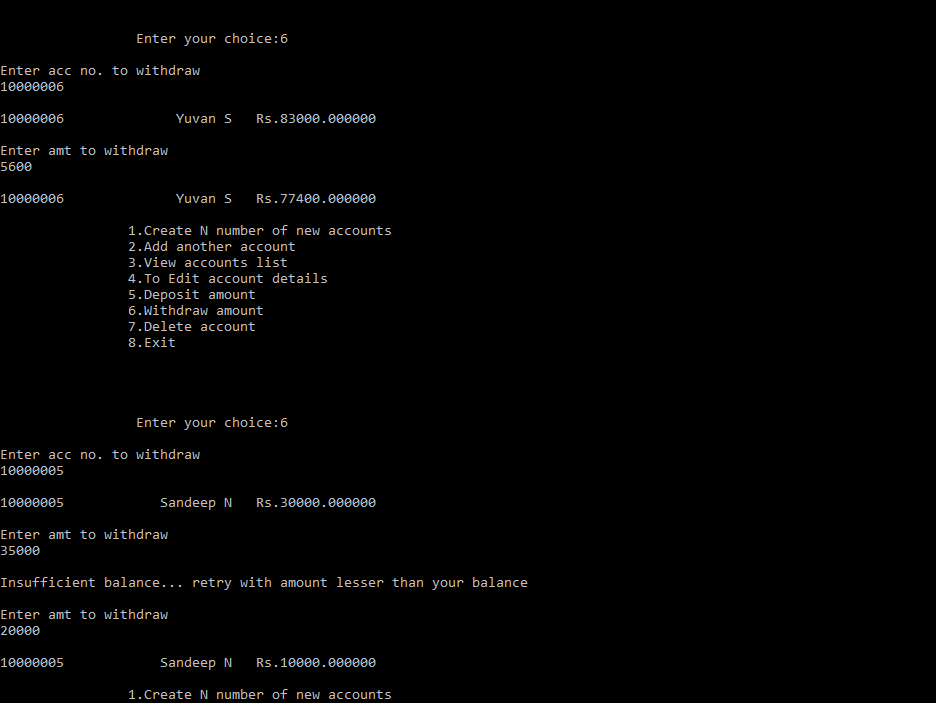 Enter your choice:6
Enter acc no. to withdraw
10000006
10000006 Yuvan S Rs.83000.000000
Enter amt to withdraw
5600
10000006 Yuvan S Rs.77400.000000
1.Create N number of new accounts
2.Add another account
3.View accounts list
4.To Edit account details
5.Deposit amount
6.Withdraw amount
7.Delete account
8.Exit
Enter your choice:6
Enter acc no. to withdraw
10000005
10000005 Sandeep N Rs.30000.000000
Enter amt to withdraw
35000
Insufficient balance... retry with amount lesser than your balance
Enter amt to withdraw
20000
10000005 Sandeep N Rs.10000.000000
1.Create N number of new accounts